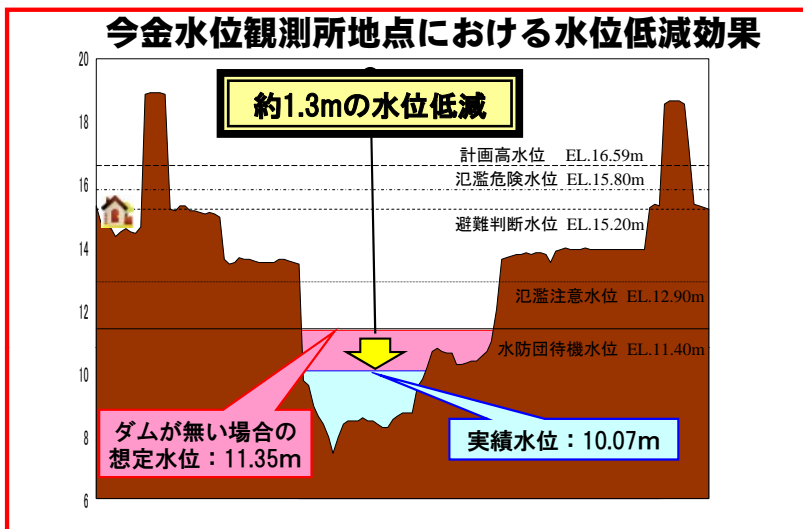 今金水位観測所地点における水位低減効果
約1.3mの水位低減
計画高水位 EL.16.59m
氾濫危険水位 EL.15.80m
避難判断水位 EL.15.20m
氾濫注意水位 EL.12.90m
水防団待機水位 EL.11.40m
ダムが無い場合の
想定水位：11.35m
実績水位：10.07m
20
18
16
14
12
10
8
6